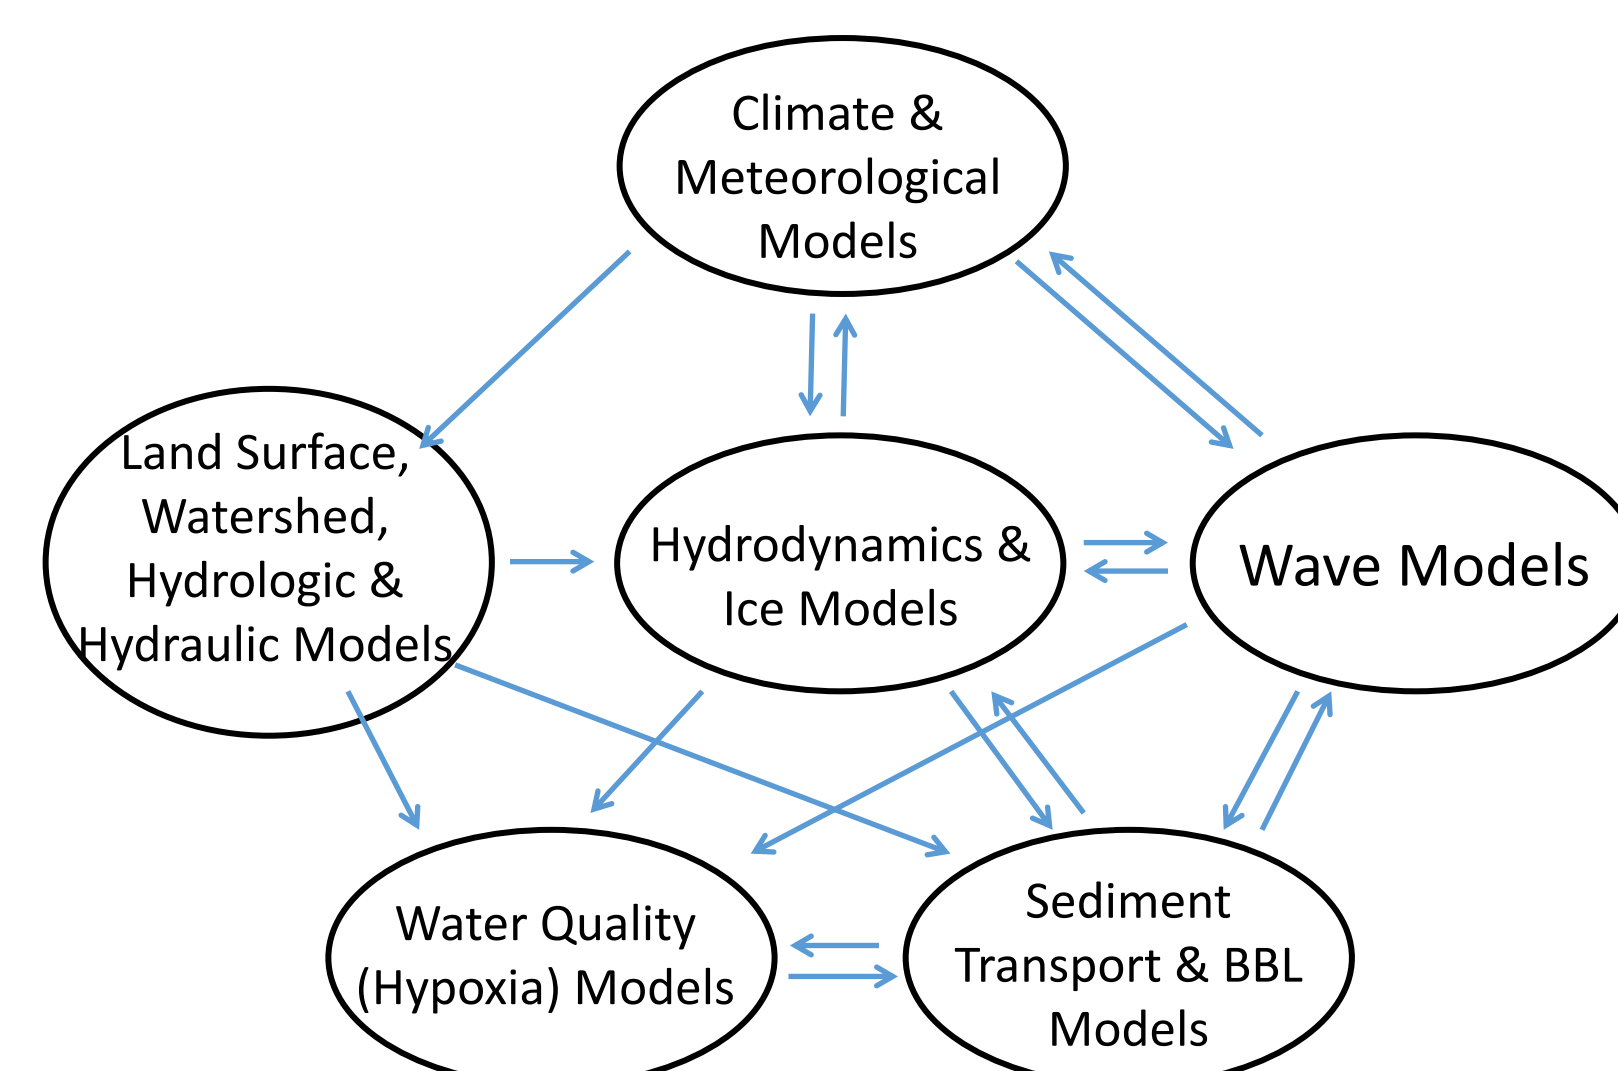 Climate &
Meteorological
Models
Land Surface,
Watershed,
Hydrologic &
Hydraulic Models
Hydrodynamics &
Ice Models
Wave Models
Water Quality
(Hypoxia) Models
Sediment
Transport & BBL
Models